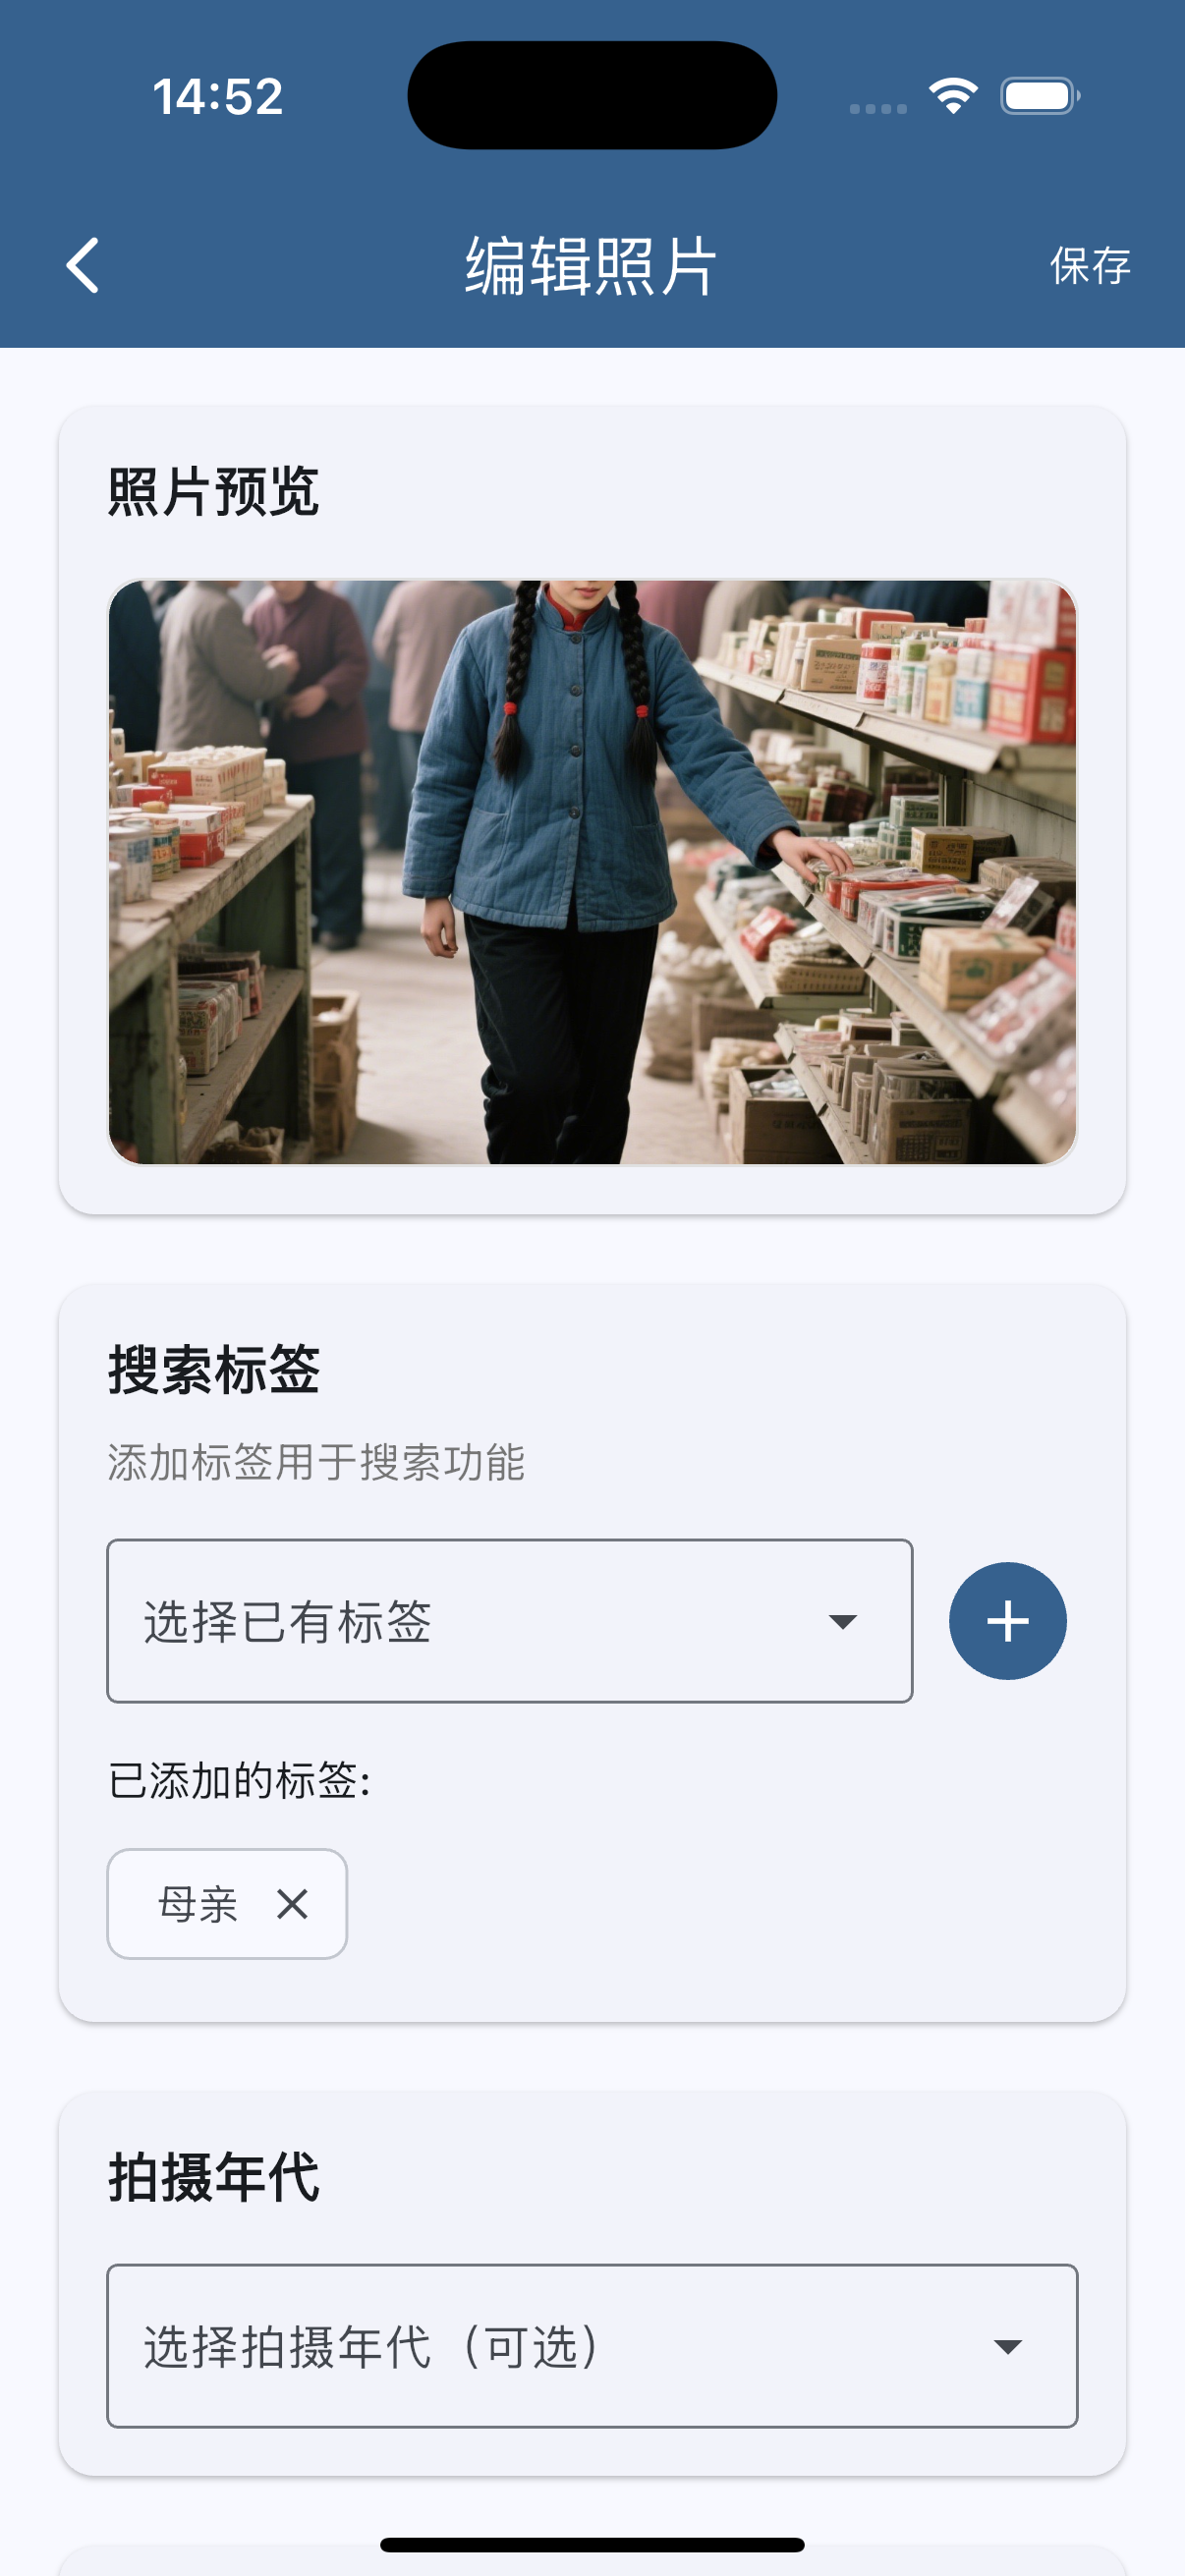 14:52
编辑照片
保存
照片预览
搜索标签
添加标签用于搜索功能
选择已有标签
已添加的标签:
母亲
拍摄年代
选择拍摄年代（可选）